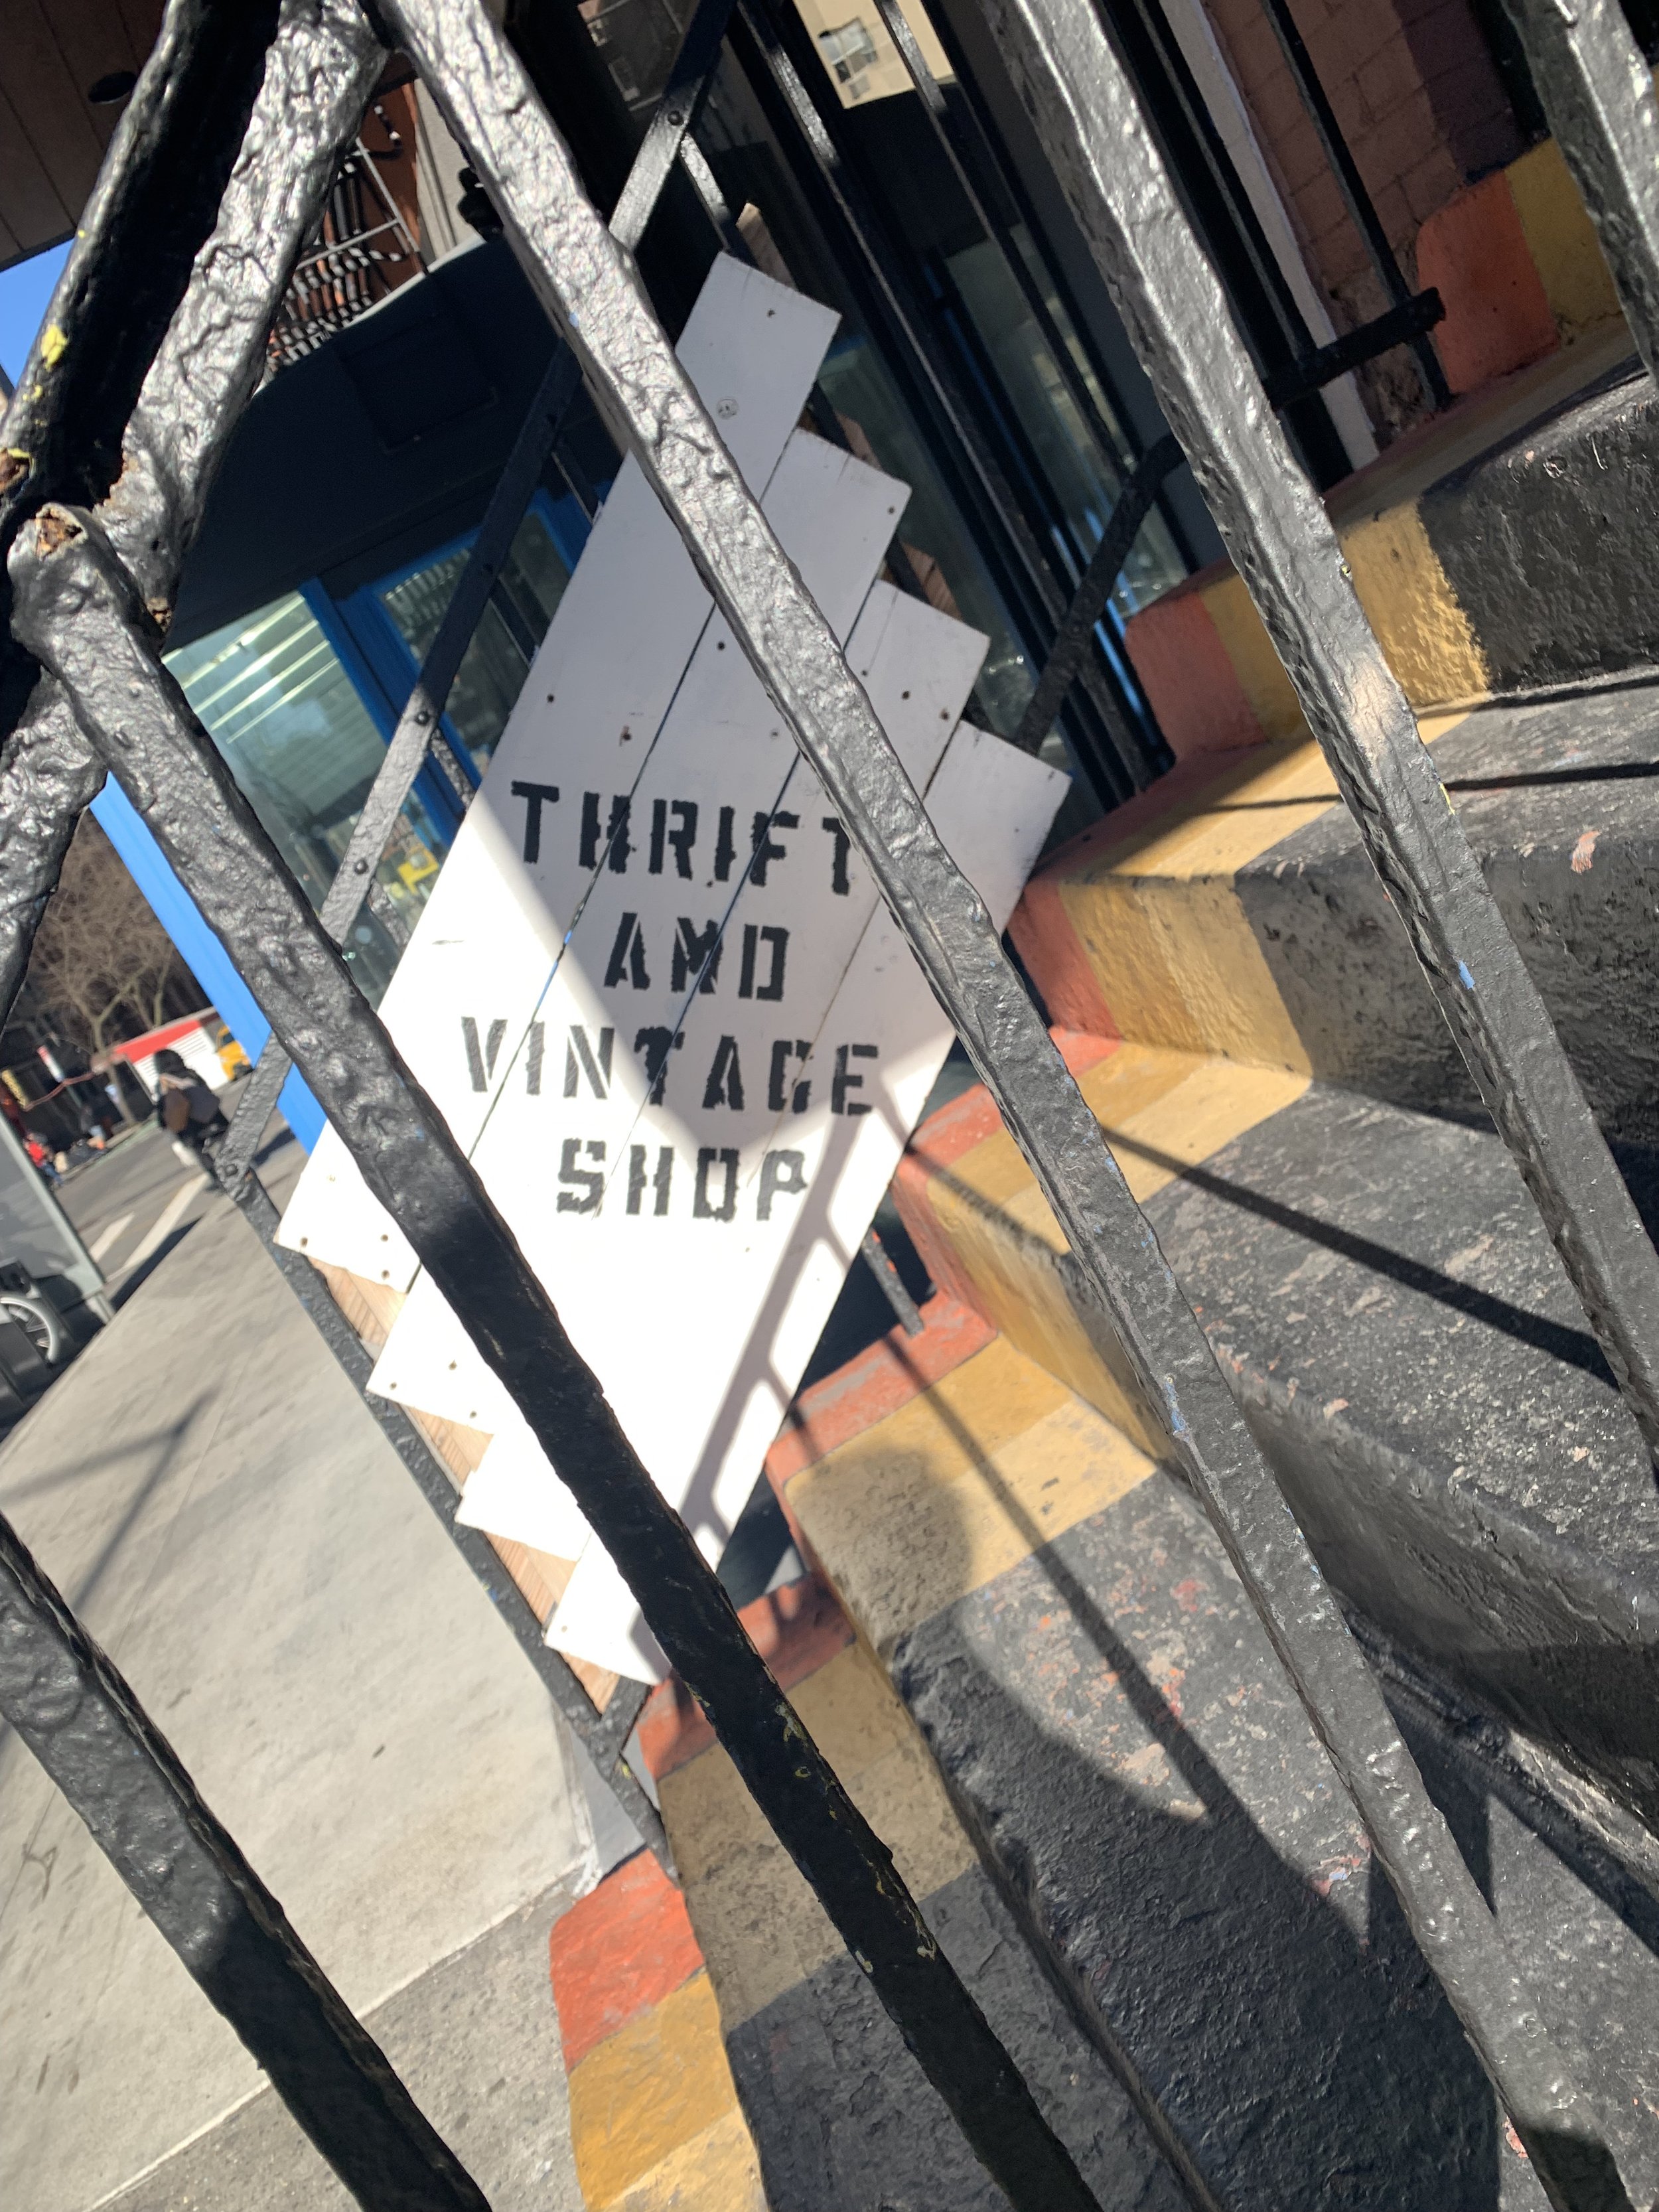 THRIFT
AND
VINTAGE
SHOP